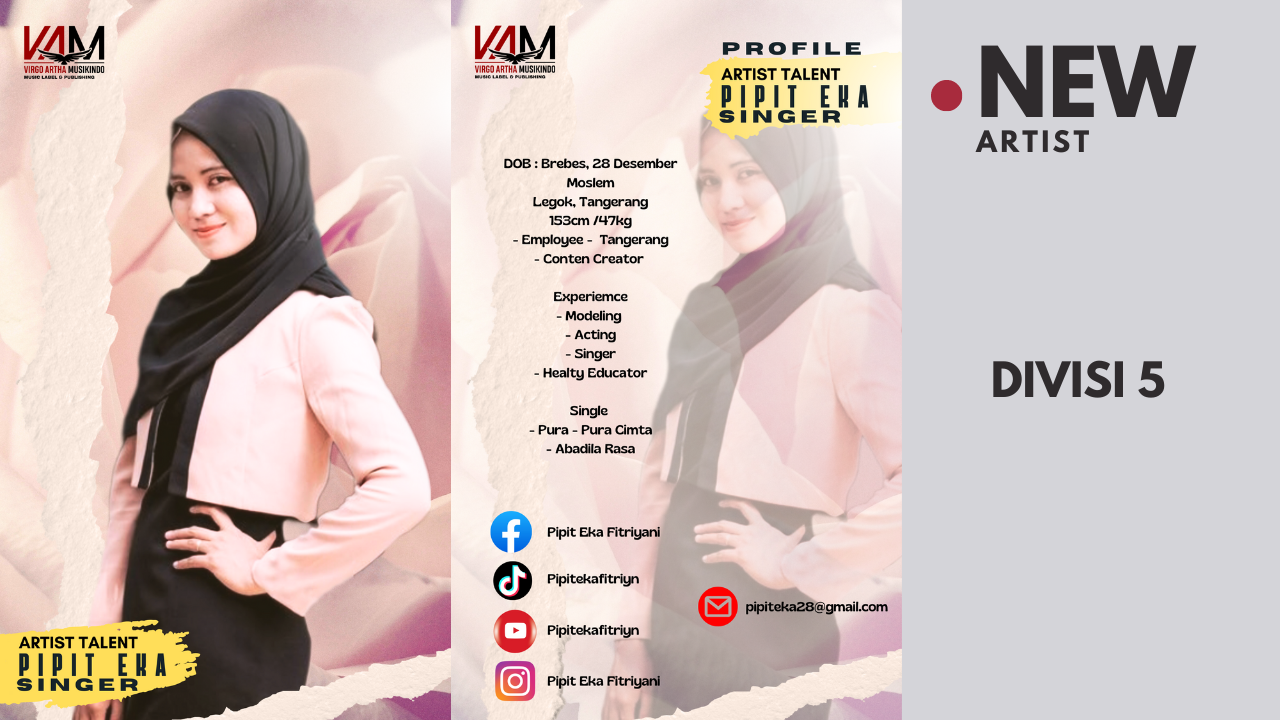 VAM
VIRGO ARTHA MUSIKINDO
MUSIC LABEL & PUBLISHING
ARTIST TALENT
PIPIT EKA
SINGER
VAM
VIRGO ARTHA MUSIKINDO
MUSIC LABEL & PUBLISHING
PROFILE
ARTIST TALENT
PIPIT EKA
SINGER
DOB : Brebes, 28 Desember
Moslem
Legok, Tangerang
153cm /47kg
- Employee - Tangerang
- Conten Creator
Experiemce
- Modeling
- Acting
- Singer
- Healty Educator
Single
- Pura - Pura Cimta
- Abadila Rasa
Pipit Eka Fitriyani
Pipitekafitriyn
Pipitekafitriyn
Pipit Eka Fitriyani
pipiteka28@gmail.com
NEW
ARTIST
DIVISI 5